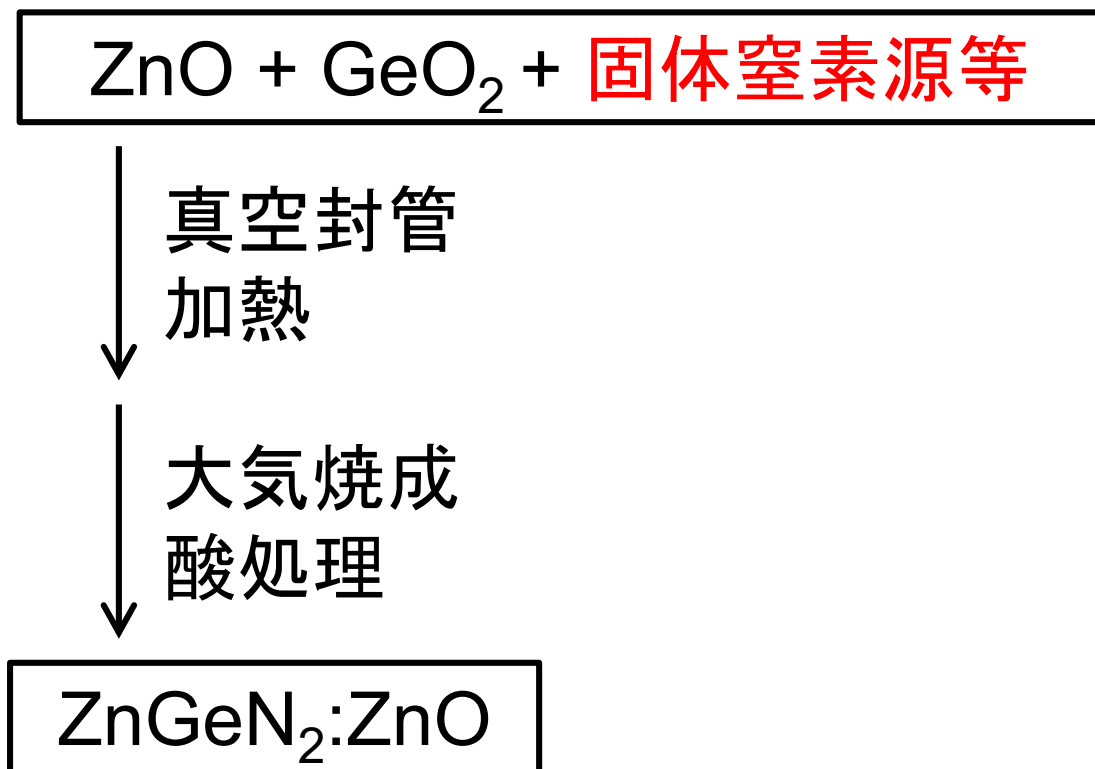 ZnO + GeO₂ + 固体窒素源等
真空封管
加熱
大気焼成
酸処理
ZnGeN₂:ZnO